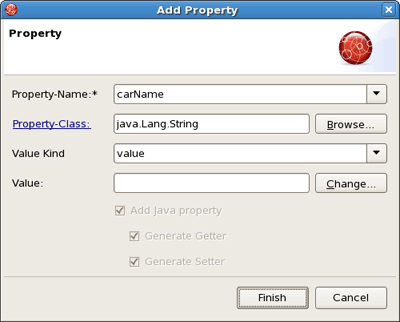 Add Property
Property
Property-Name:* carName
Property-Class: java.Lang.String Browse...
Value Kind value
Value: Change...
Add Java property
Generate Getter
Generate Setter
Finish Cancel